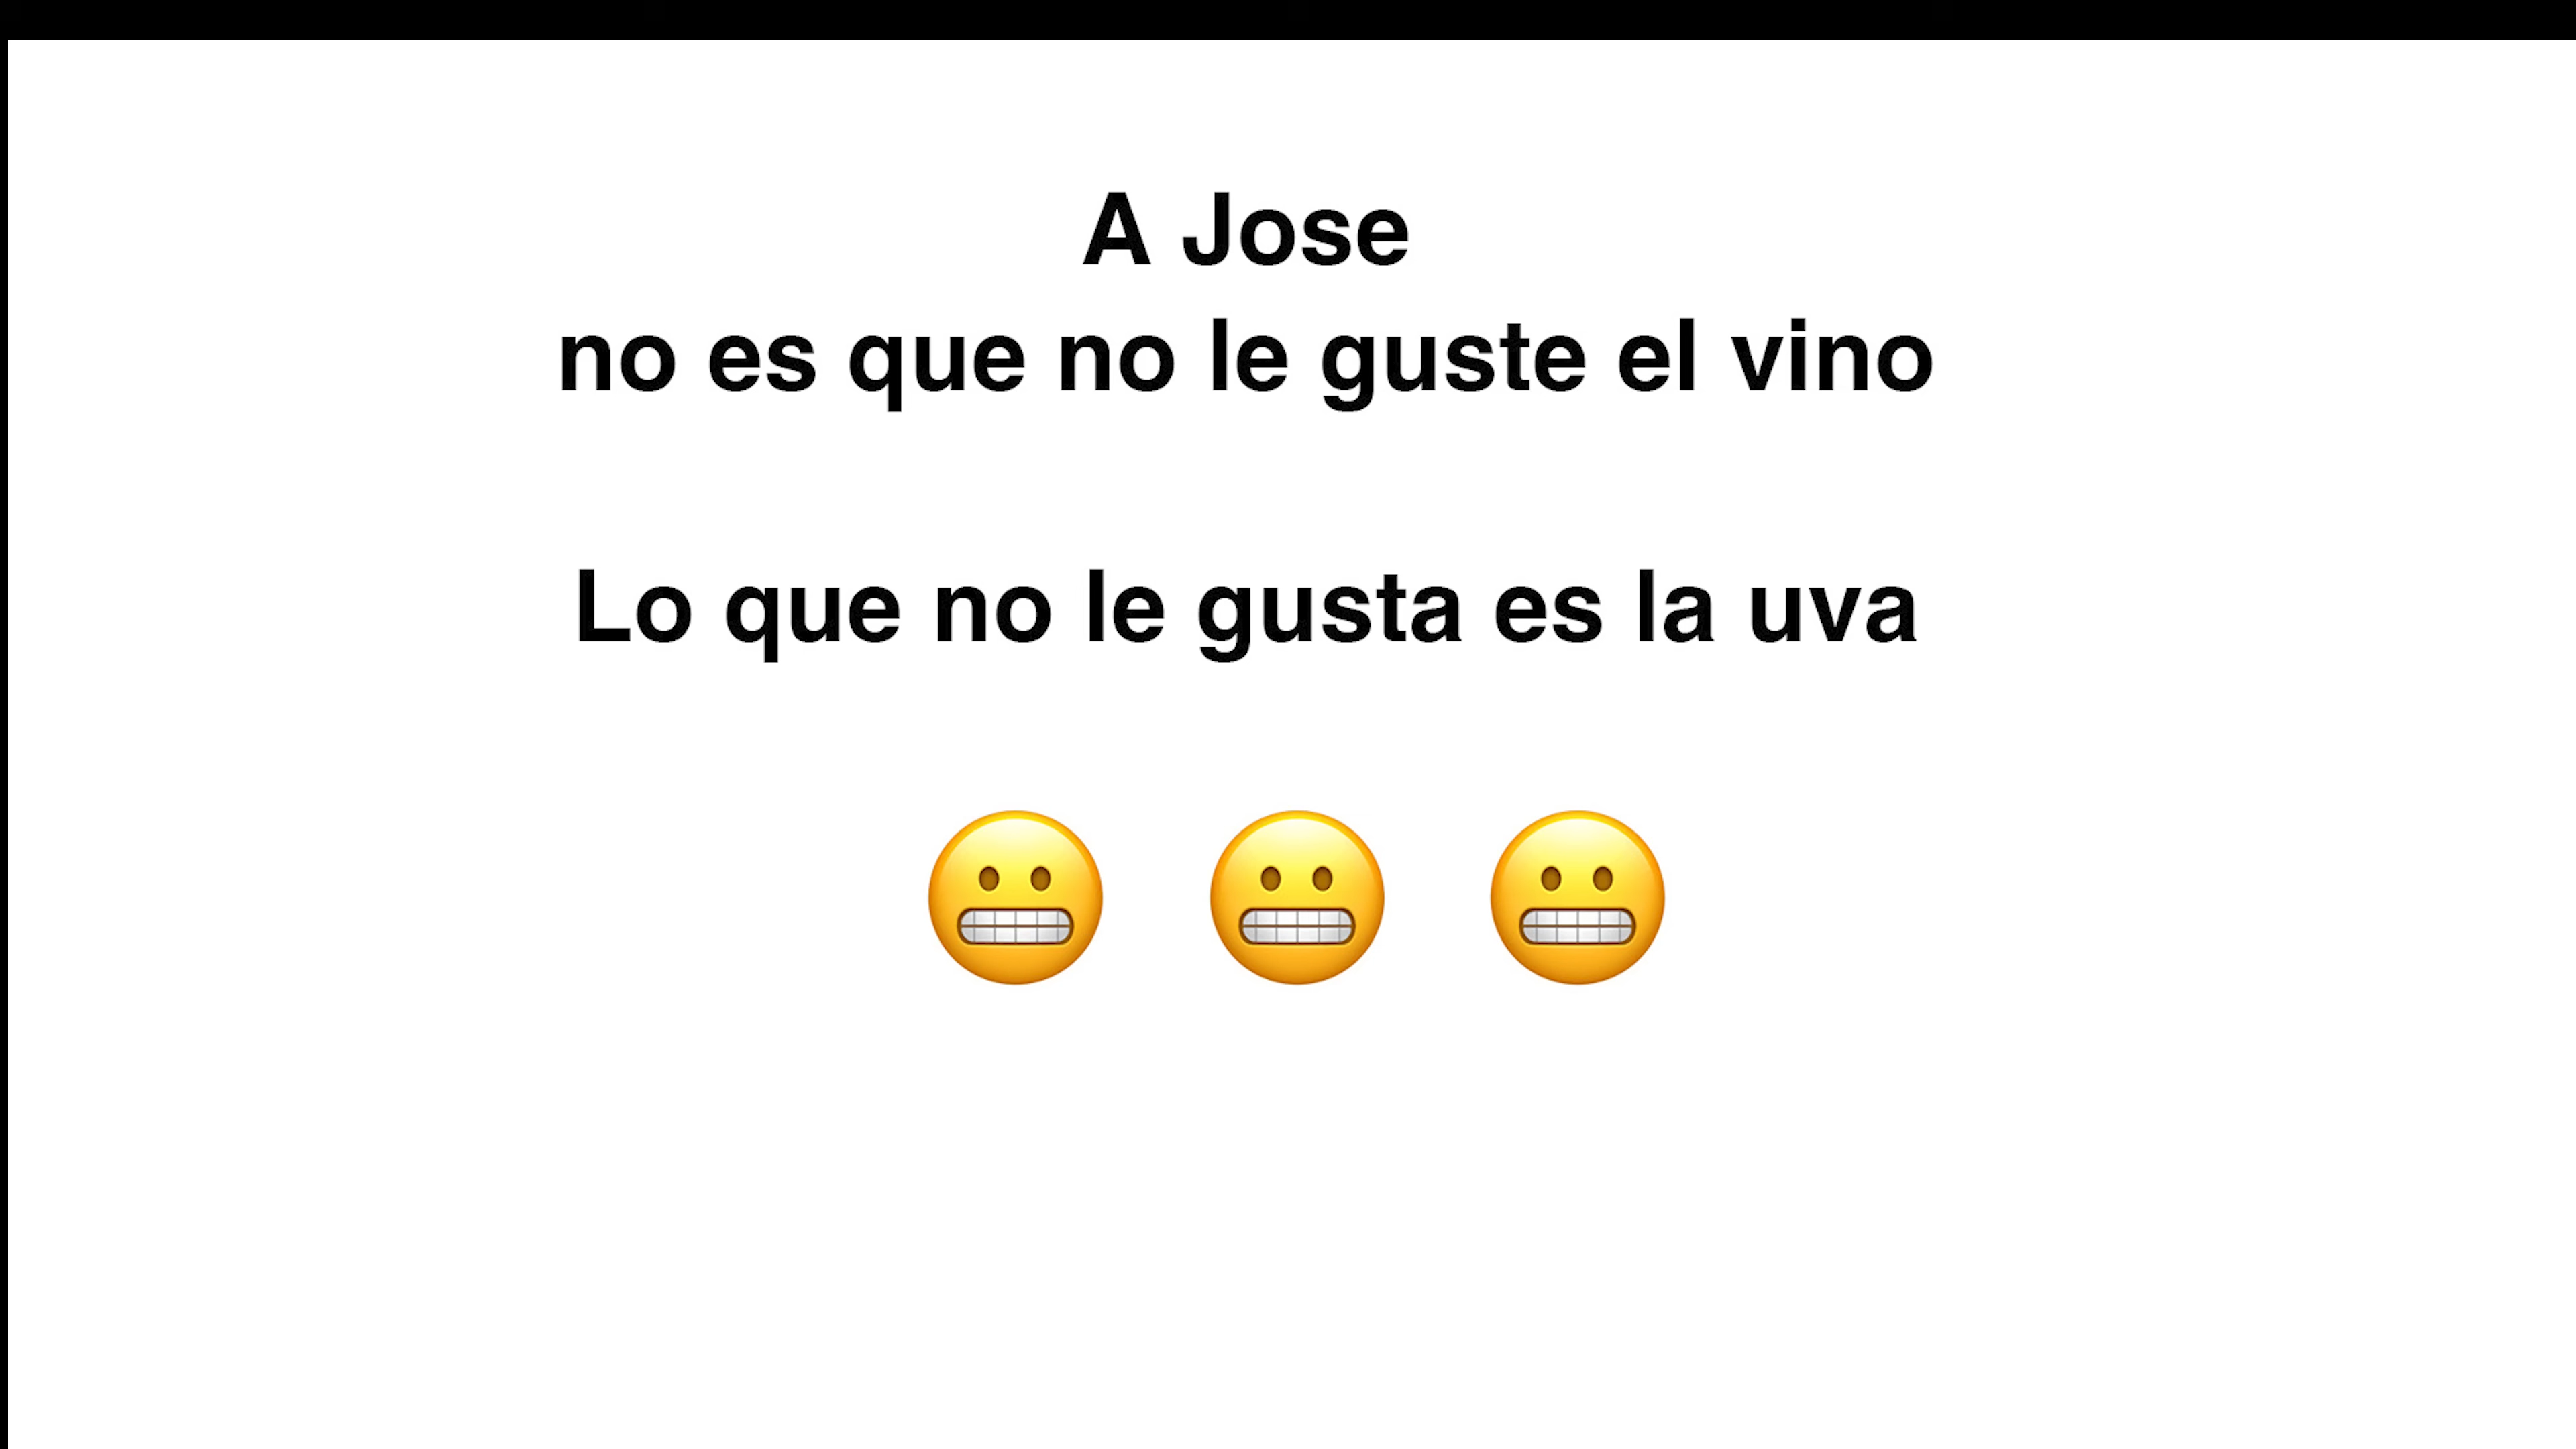 A Jose
no es que no le guste el vino
Lo que no le gusta es la uva
😬 😬 😬